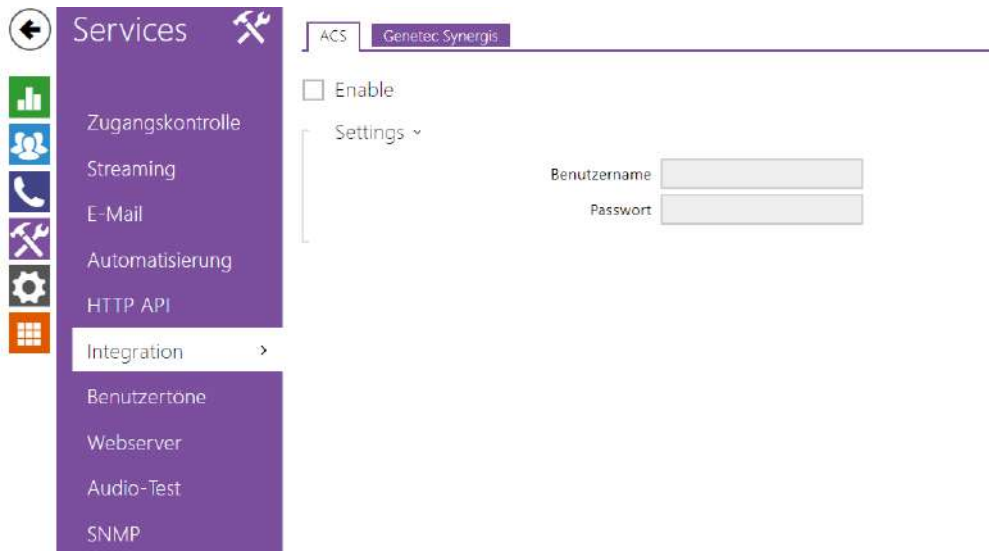 Services
Zugangskontrolle
Streaming
E-Mail
Automatisierung
HTTP API
Integration
Benutzertöne
Webserver
Audio-Test
SNMP
ACS
Genetec Synergis
Enable
Settings
Benutzername
Passwort